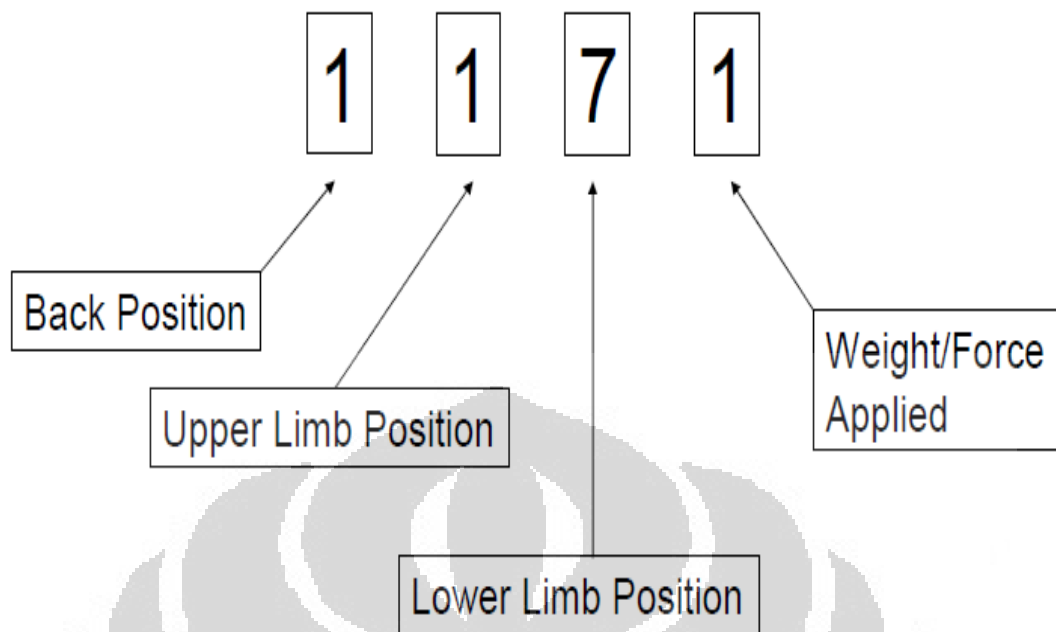 1 1 7 1
Back Position
Upper Limb Position
Weight/Force
Applied
Lower Limb Position